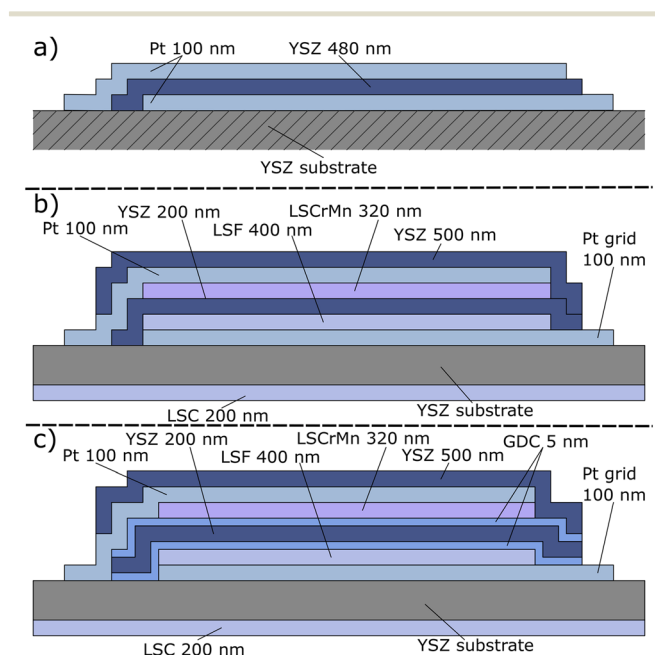 a)
Pt 100 nm
YSZ 480 nm
YSZ substrate
b)
YSZ 200 nm
LSCrMn 320 nm
LSF 400 nm
Pt 100 nm
YSZ 500 nm
Pt grid
100 nm
LSC 200 nm
YSZ substrate
c)
YSZ 200 nm
LSCrMn 320 nm
GDC 5 nm
Pt 100 nm
LSF 400 nm
YSZ 500 nm
Pt grid
100 nm
LSC 200 nm
YSZ substrate